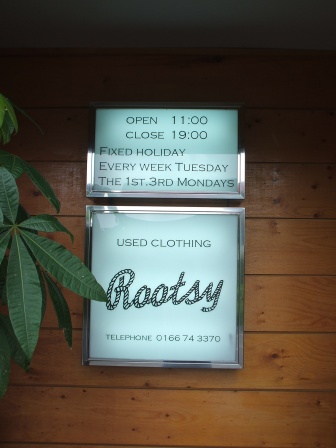 OPEN 11:00
CLOSE 19:00
FIXED HOLIDAY
EVERY WEEK TUESDAY
THE 1ST.3RD MONDAYS
USED CLOTHING
Rootsy
TELEPHONE 0166 74 3370